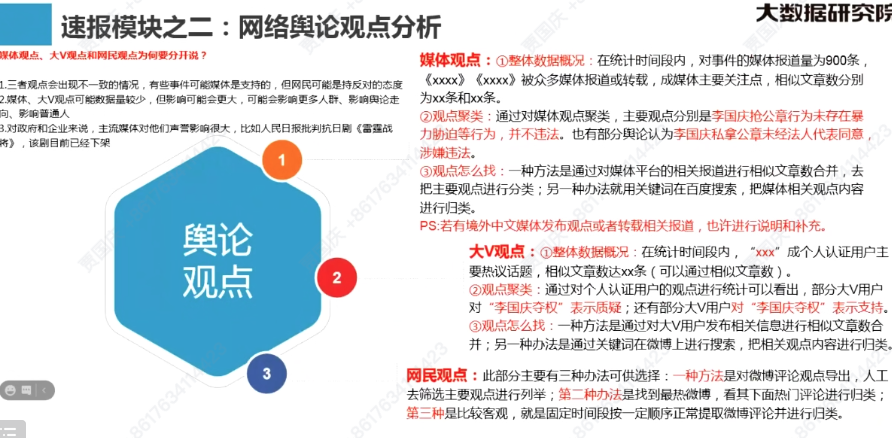 速报模块之二：网络舆论观点分析
大数据研究院
媒体观点、大V观点和网民观点为何要分开说？
1.三者观点会出现不一致的情况，有些事件可能媒体是支持的，但网民可能是持反对的态度
2.媒体、大V观点可能数据量较少，但影响可能会更大，可能会影响更多人群、影响舆论走
向、影响普通人
3.对政府和企业来说，主流媒体对他们声誉影响很大，比如人民日报批判抗日剧《雷霆战
将》，该剧目前已经下架
1
舆论
观点
2
3
媒体观点：①整体数据概况：在统计时间段内，对事件的媒体报道量为900条，
《xxxx》《xxxx》被众多媒体报道或转载，成媒体主要关注点，相似文章数分别
为xx条和xx条。
②观点聚类：通过对媒体观点聚类，主要观点分别是李国庆抢公章行为未存在暴
力胁迫等行为，并不违法。也有部分舆论认为李国庆私拿公章未经法人代表同意，
涉嫌违法。
③观点怎么找：一种方法是通过对媒体平台的相关报道进行相似文章数合并，去
把主要观点进行分类；另一种办法就用关键词在百度搜索，把媒体相关观点内容
进行归类。
PS:若有境外中文媒体发布观点或者转载相关报道，也许进行说明和补充。
大V观点：①整体数据概况：在统计时间段内，“xxx”成个人认证用户主
要热议话题，相似文章数达xx条（可以通过相似文章数）。
②观点聚类：通过对个人认证用户的观点进行统计可以看出，部分大V用户
对“李国庆夺权”表示质疑；还有部分大V用户对“李国庆夺权”表示支持。
③观点怎么找：一种方法是通过对大V用户发布相关信息进行相似文章数合
并；另一种办法是通过关键词在微博上进行搜索，把相关观点内容进行归类。
网民观点：此部分主要有三种办法可供选择：一种方法是对微博评论观点导出，人工
去筛选主要观点进行列举；第二种办法是找到最热微博，看其下面热门评论进行归类；
第三种是比较客观，就是固定时间段按一定顺序正常提取微博评论并进行归类。
贾国庆 +8617634114423